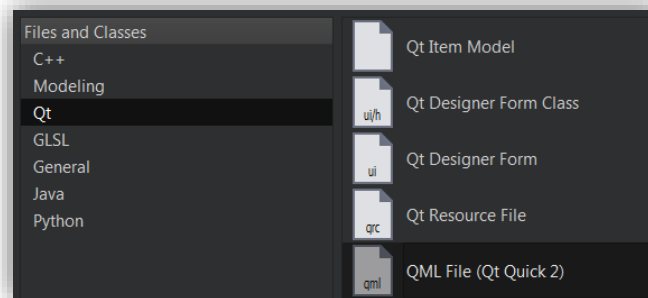 Files and Classes
C++
Modeling
Qt
GLSL
General
Java
Python
Qt Item Model
ui/h
Qt Designer Form Class
ui
Qt Designer Form
qrc
Qt Resource File
qml
QML File (Qt Quick 2)